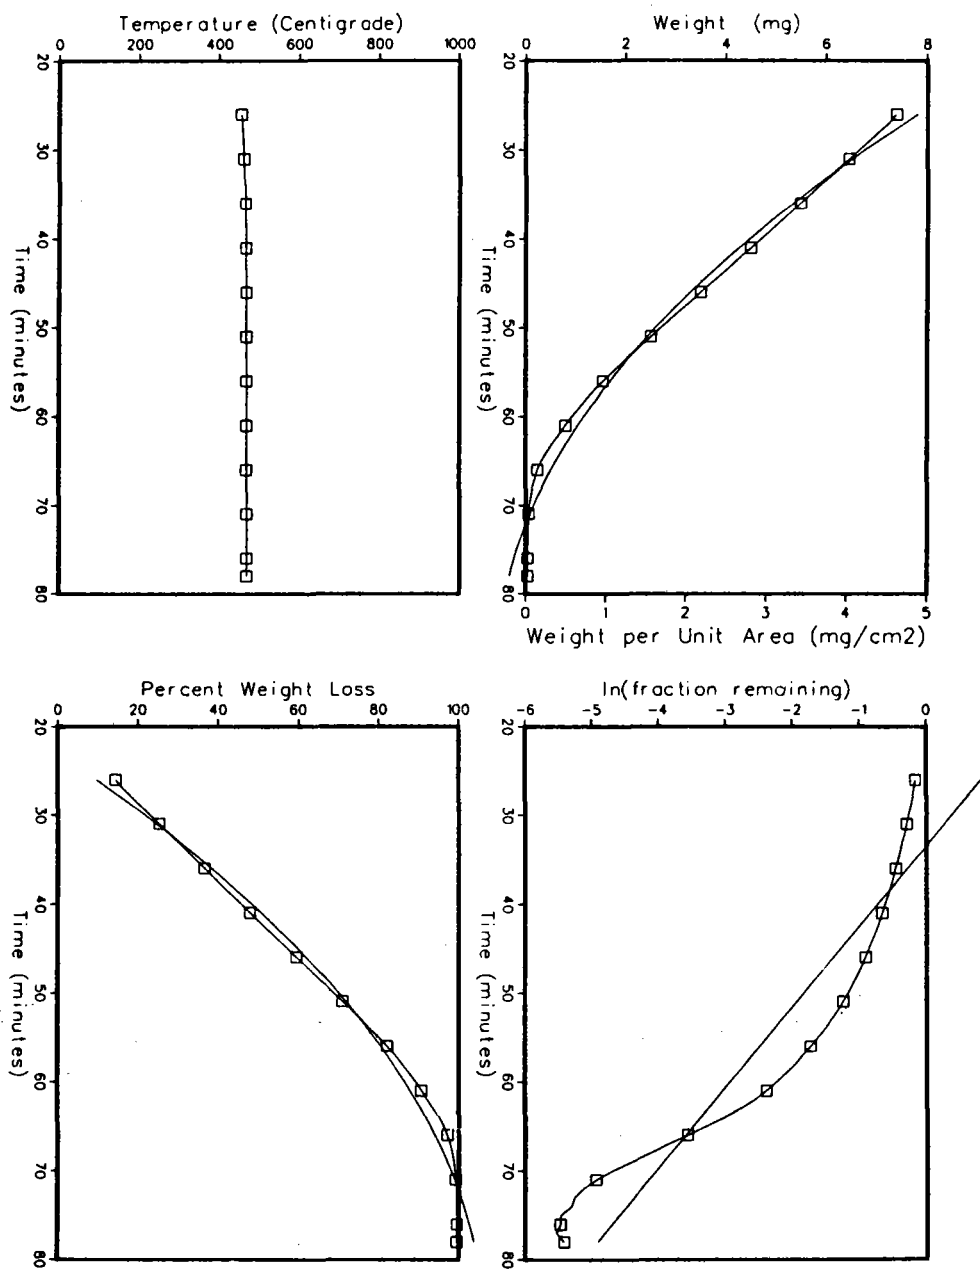 Temperature (Centigrade)
0 200 400 600 800 1000
20 30 40 50 60 70 80
Time (minutes)
Weight (mg)
0 2 4 6 8
20 30 40 50 60 70 80
Time (minutes)
0 1 2 3 4 5
Weight per Unit Area (mg/cm2)
Percent Weight Loss
0 20 40 60 80 100
20 30 40 50 60 70 80
Time (minutes)
ln(fraction remaining)
-6 -5 -4 -3 -2 -1 0
20 30 40 50 60 70 80
Time (minutes)